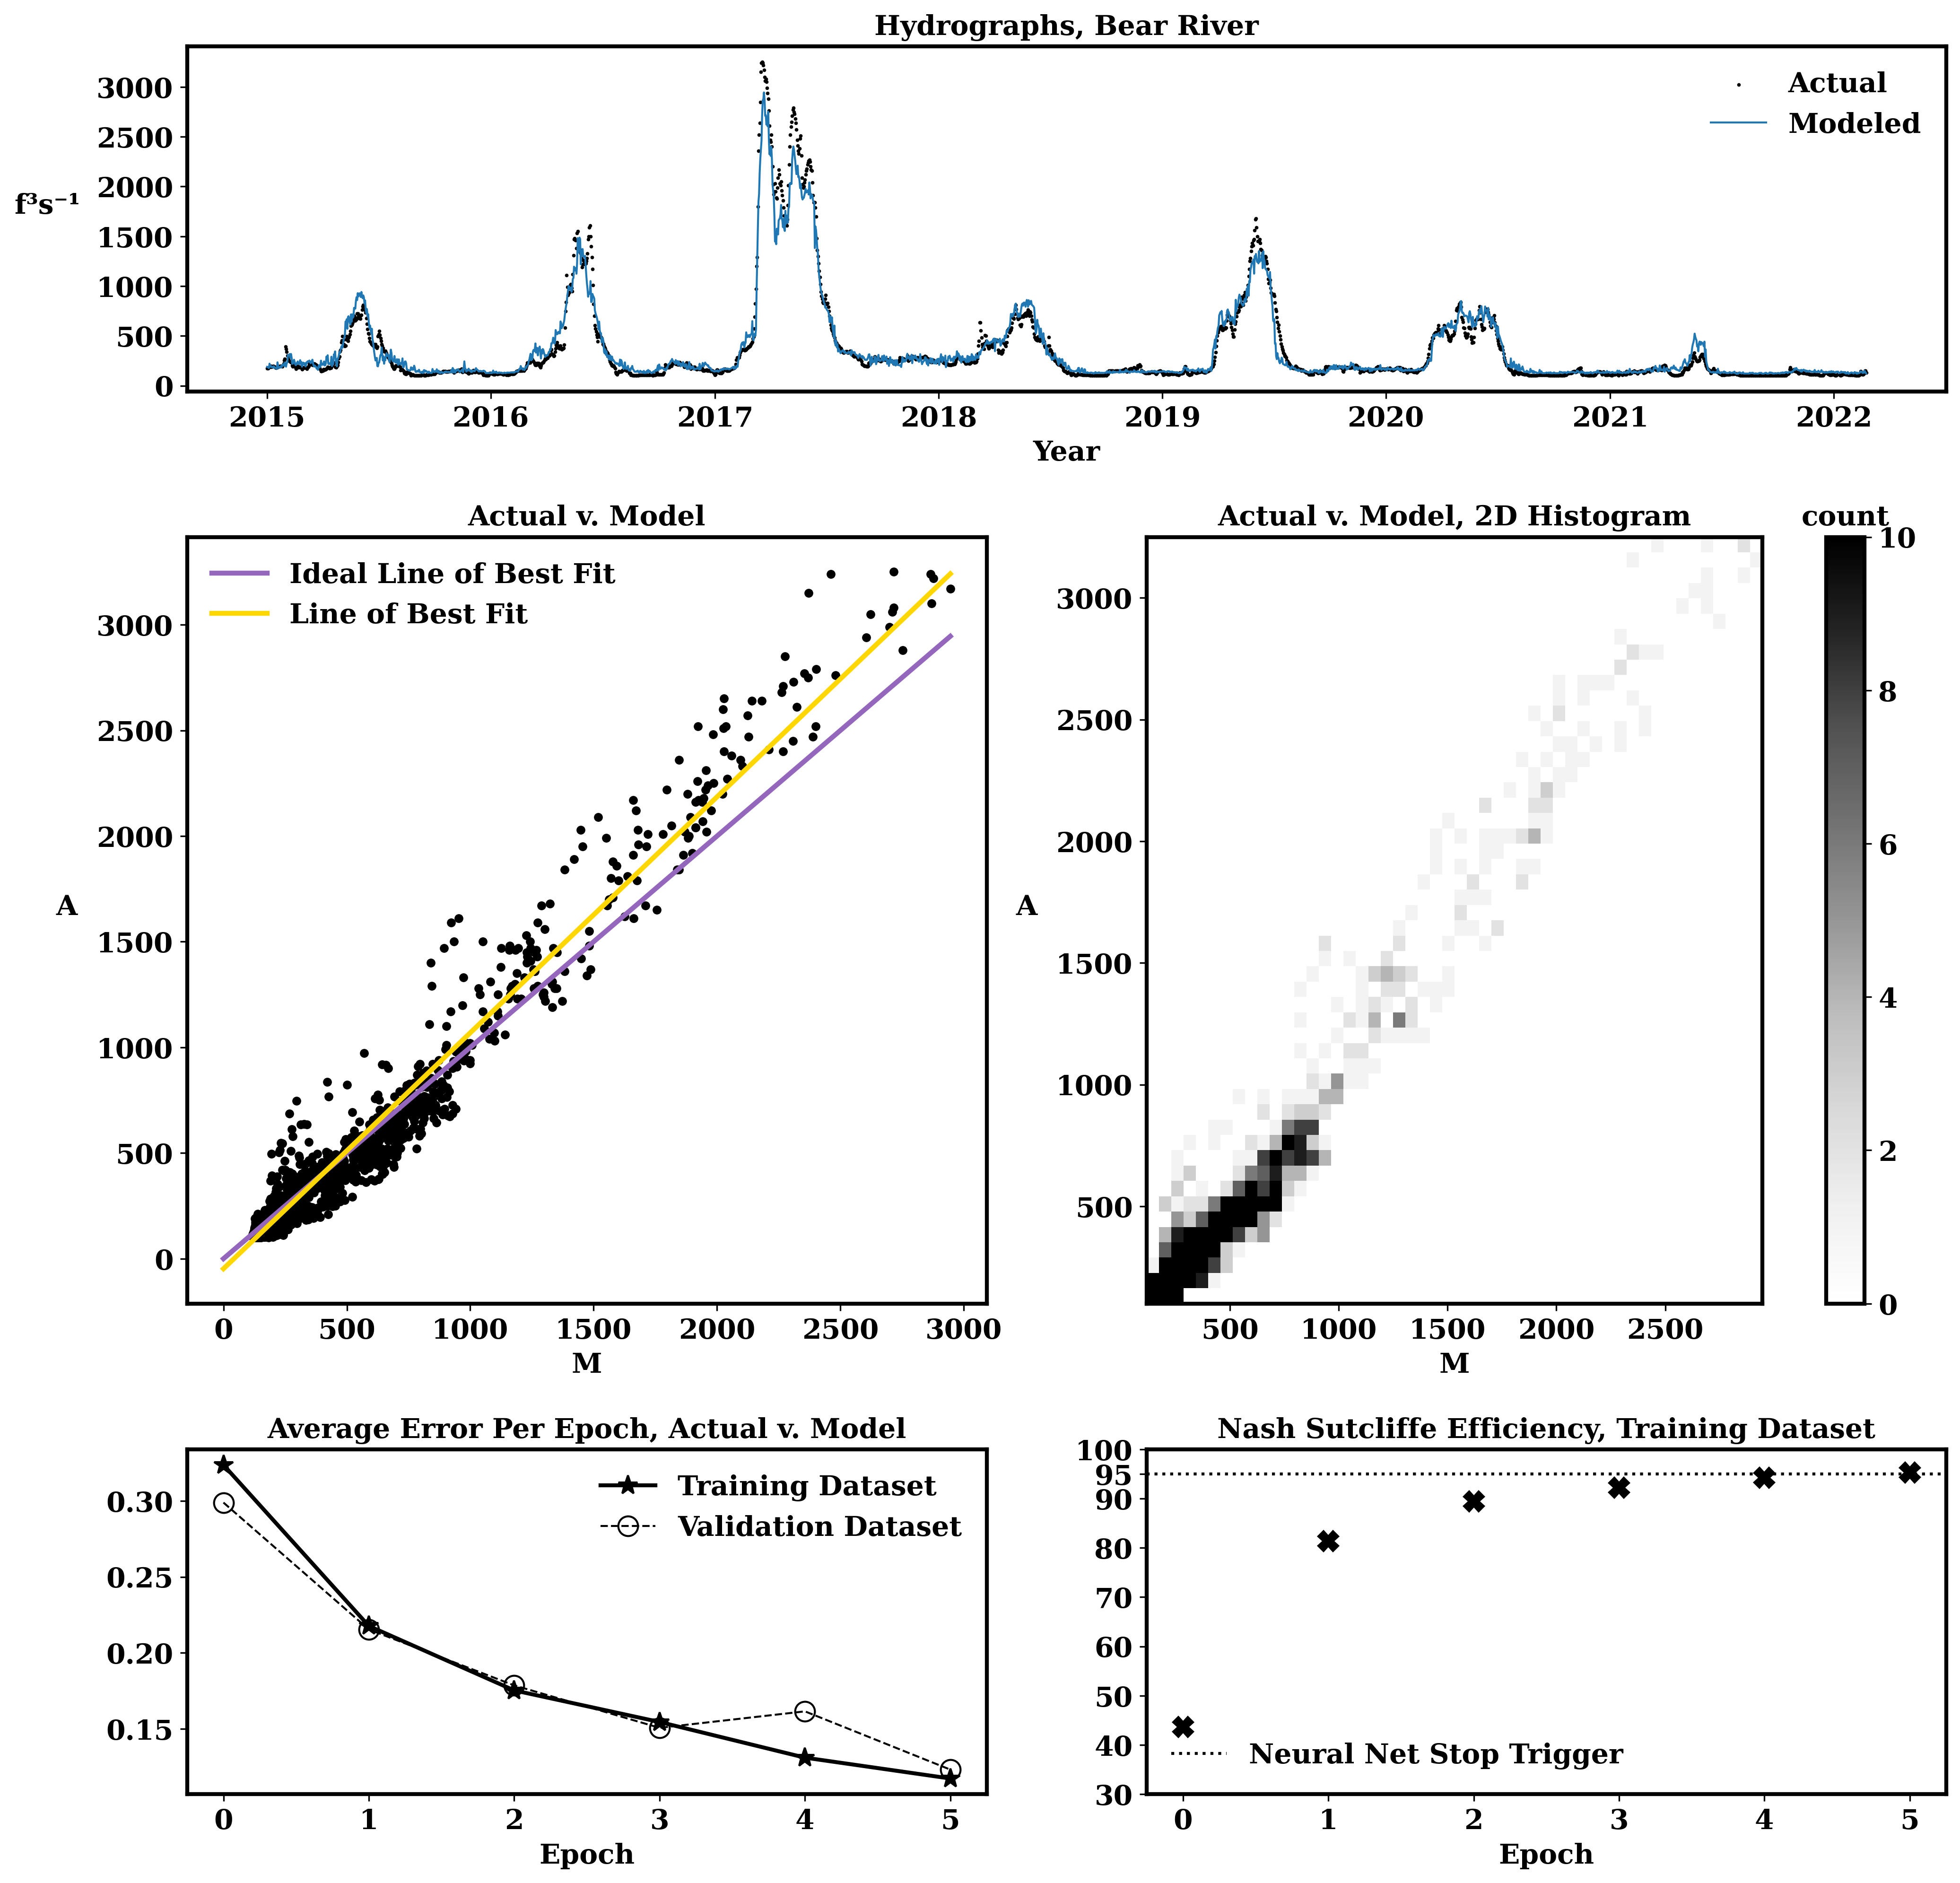 Hydrographs, Bear River
3000
2500
2000
1500
1000
500
0
f³s⁻¹
Actual
Modeled
2015 2016 2017 2018 2019 2020 2021 2022
Year
Actual v. Model
Ideal Line of Best Fit
Line of Best Fit
3000
2500
2000
1500
1000
500
0
A
0 500 1000 1500 2000 2500 3000
M
Actual v. Model, 2D Histogram
3000
2500
2000
1500
1000
500
A
500 1000 1500 2000 2500
M
count
10
8
6
4
2
0
Average Error Per Epoch, Actual v. Model
Training Dataset
Validation Dataset
0.30
0.25
0.20
0.15
0 1 2 3 4 5
Epoch
Nash Sutcliffe Efficiency, Training Dataset
100
95
90
80
70
60
50
40
30
Neural Net Stop Trigger
0 1 2 3 4 5
Epoch